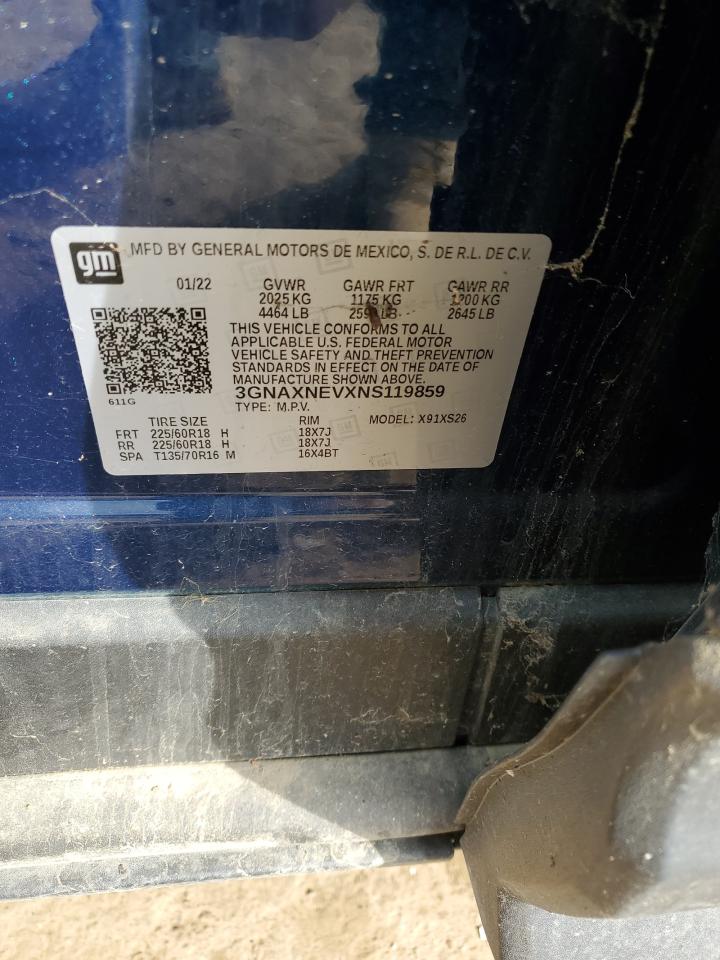 gm MFD BY GENERAL MOTORS DE MEXICO, S. DE R.L. DE C.V.
01/22 GVWR GAWR FRT GAWR RR
2025 KG 1175 KG 1200 KG
4464 LB LB 2645 LB
THIS VEHICLE CONFORMS TO ALL
APPLICABLE U.S. FEDERAL MOTOR
VEHICLE SAFETY AND THEFT PREVENTION
STANDARDS IN EFFECT ON THE DATE OF
MANUFACTURE SHOWN ABOVE.
611G 3GNAXNEVXNS119859
TYPE: M.P.V.
TIRE SIZE RIM MODEL: X91XS26
FRT 225/60R18 H 18X7J
RR 225/60R18 H 18X7J
SPA T135/70R16 M 16X4BT